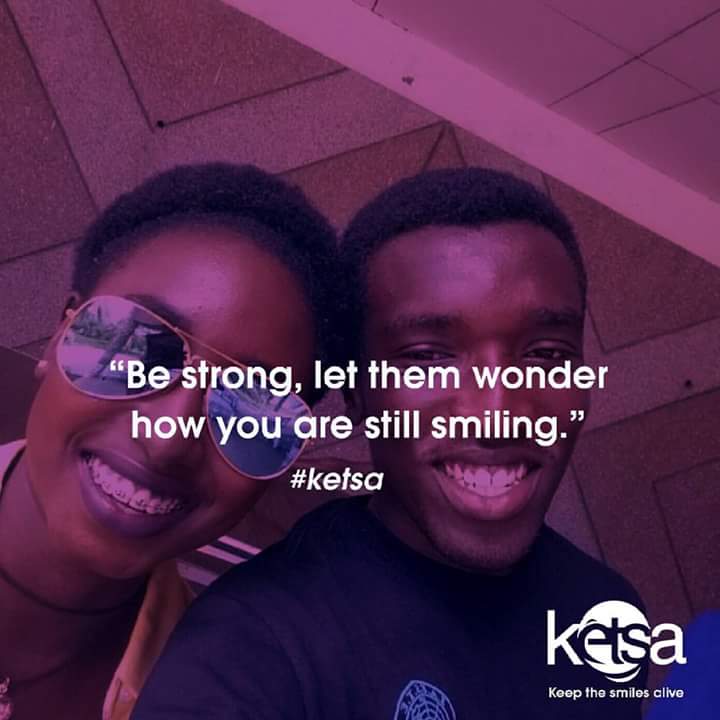 “Be strong, let them wonder
how you are still smiling.”
#ketsa
ketsa
Keep the smiles alive